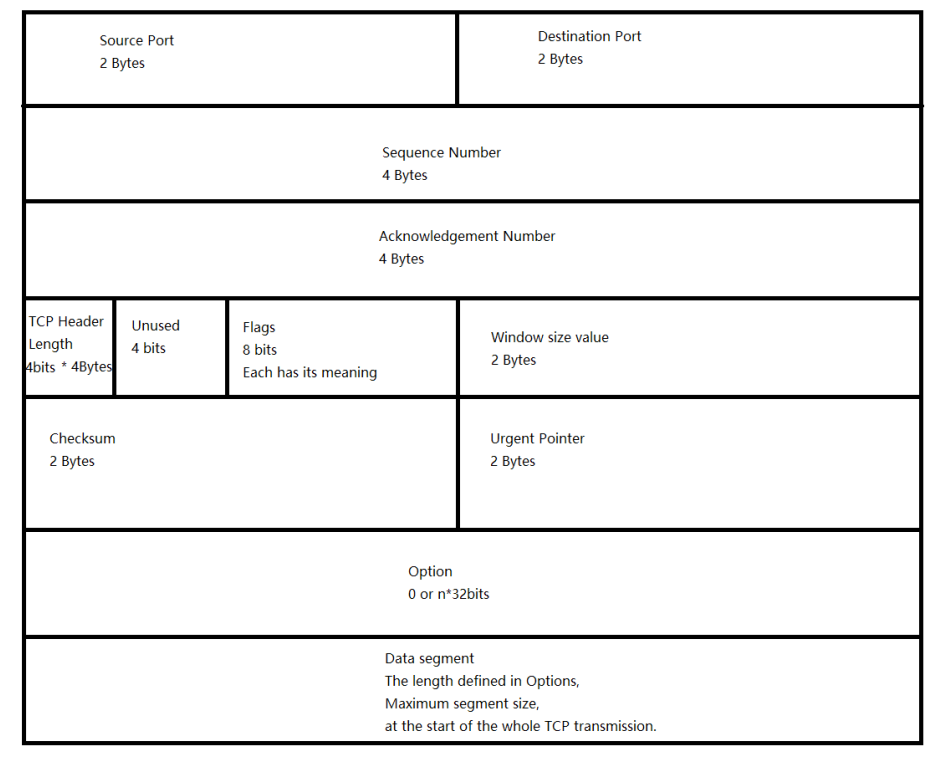 Source Port
2 Bytes
Destination Port
2 Bytes
Sequence Number
4 Bytes
Acknowledgement Number
4 Bytes
TCP Header
Length
4bits * 4Bytes
Unused
4 bits
Flags
8 bits
Each has its meaning
Window size value
2 Bytes
Checksum
2 Bytes
Urgent Pointer
2 Bytes
Option
0 or n*32bits
Data segment
The length defined in Options,
Maximum segment size,
at the start of the whole TCP transmission.